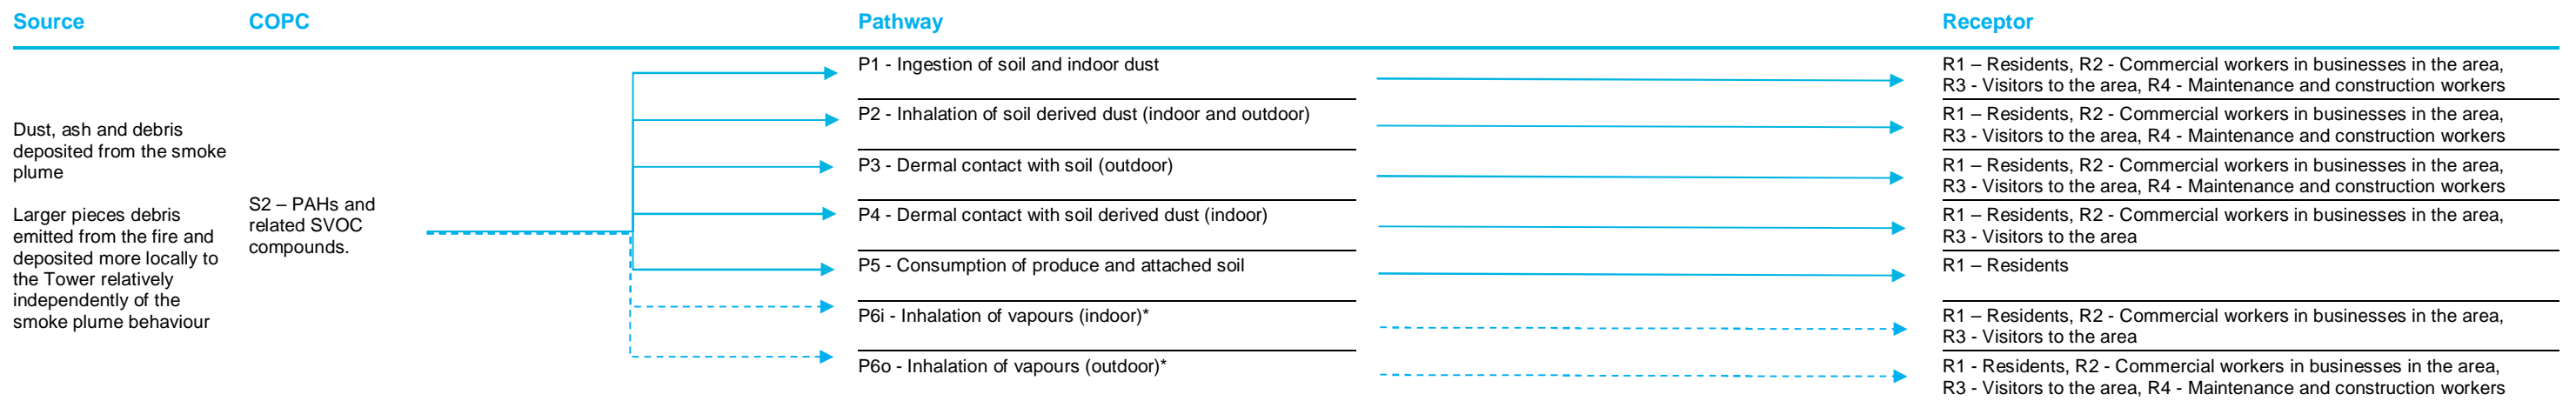 Source COPC Pathway Receptor
Dust, ash and debris
deposited from the smoke
plume
Larger pieces debris
emitted from the fire and
deposited more locally to
the Tower relatively
independently of the
smoke plume behaviour
S2 – PAHs and
related SVOC
compounds.
P1 - Ingestion of soil and indoor dust
R1 – Residents, R2 - Commercial workers in businesses in the area,
R3 - Visitors to the area, R4 - Maintenance and construction workers
P2 - Inhalation of soil derived dust (indoor and outdoor)
R1 – Residents, R2 - Commercial workers in businesses in the area,
R3 - Visitors to the area, R4 - Maintenance and construction workers
P3 - Dermal contact with soil (outdoor)
R1 – Residents, R2 - Commercial workers in businesses in the area,
R3 - Visitors to the area, R4 - Maintenance and construction workers
P4 - Dermal contact with soil derived dust (indoor)
R1 – Residents, R2 - Commercial workers in businesses in the area,
R3 - Visitors to the area
P5 - Consumption of produce and attached soil
R1 – Residents
P6i - Inhalation of vapours (indoor)*
R1 – Residents, R2 - Commercial workers in businesses in the area,
R3 - Visitors to the area
P6o - Inhalation of vapours (outdoor)*
R1 - Residents, R2 - Commercial workers in businesses in the area,
R3 - Visitors to the area, R4 - Maintenance and construction workers